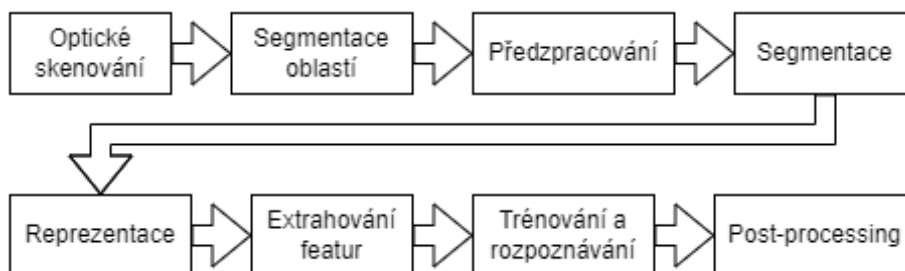 Optické
skenování
Segmentace
oblastí
Předzpracování
Segmentace
Reprezentace
Extrahování
featur
Trénování a
rozpoznávání
Post-processing